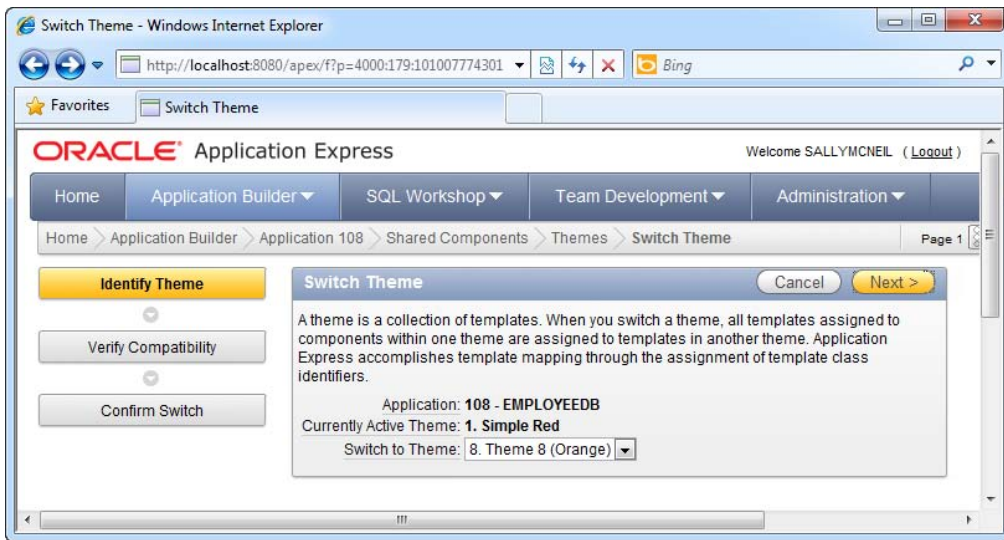 Switch Theme - Windows Internet Explorer
http://localhost:8080/apex/f?p=4000:179:101007774301
Bing
Favorites
Switch Theme
ORACLE Application Express
Welcome SALLYMCNEIL ( Logout )
Home
Application Builder
SQL Workshop
Team Development
Administration
Home > Application Builder > Application 108 > Shared Components > Themes > Switch Theme
Page 1
Identify Theme
Verify Compatibility
Confirm Switch
Switch Theme
Cancel
Next >
A theme is a collection of templates. When you switch a theme, all templates assigned to
components within one theme are assigned to templates in another theme. Application
Express accomplishes template mapping through the assignment of template class
identifiers.
Application: 108 - EMPLOYEEDB
Currently Active Theme: 1. Simple Red
Switch to Theme: 8. Theme 8 (Orange)